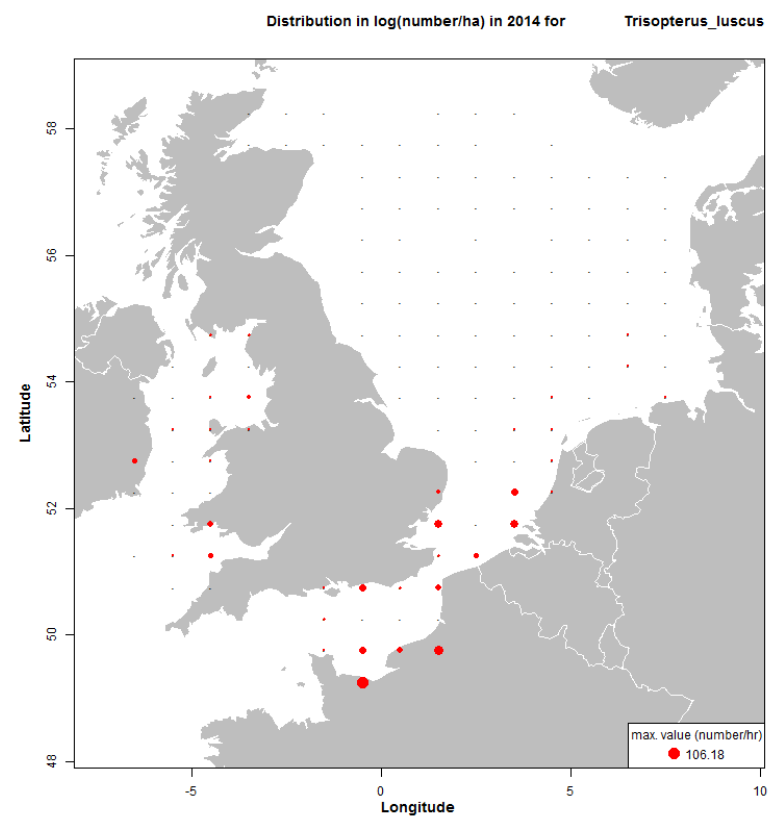 Distribution in log(number/ha) in 2014 for Trisopterus_luscus
58
56
54
52
50
48
Latitude
max. value (number/hr)
106.18
-5 0 5 10
Longitude